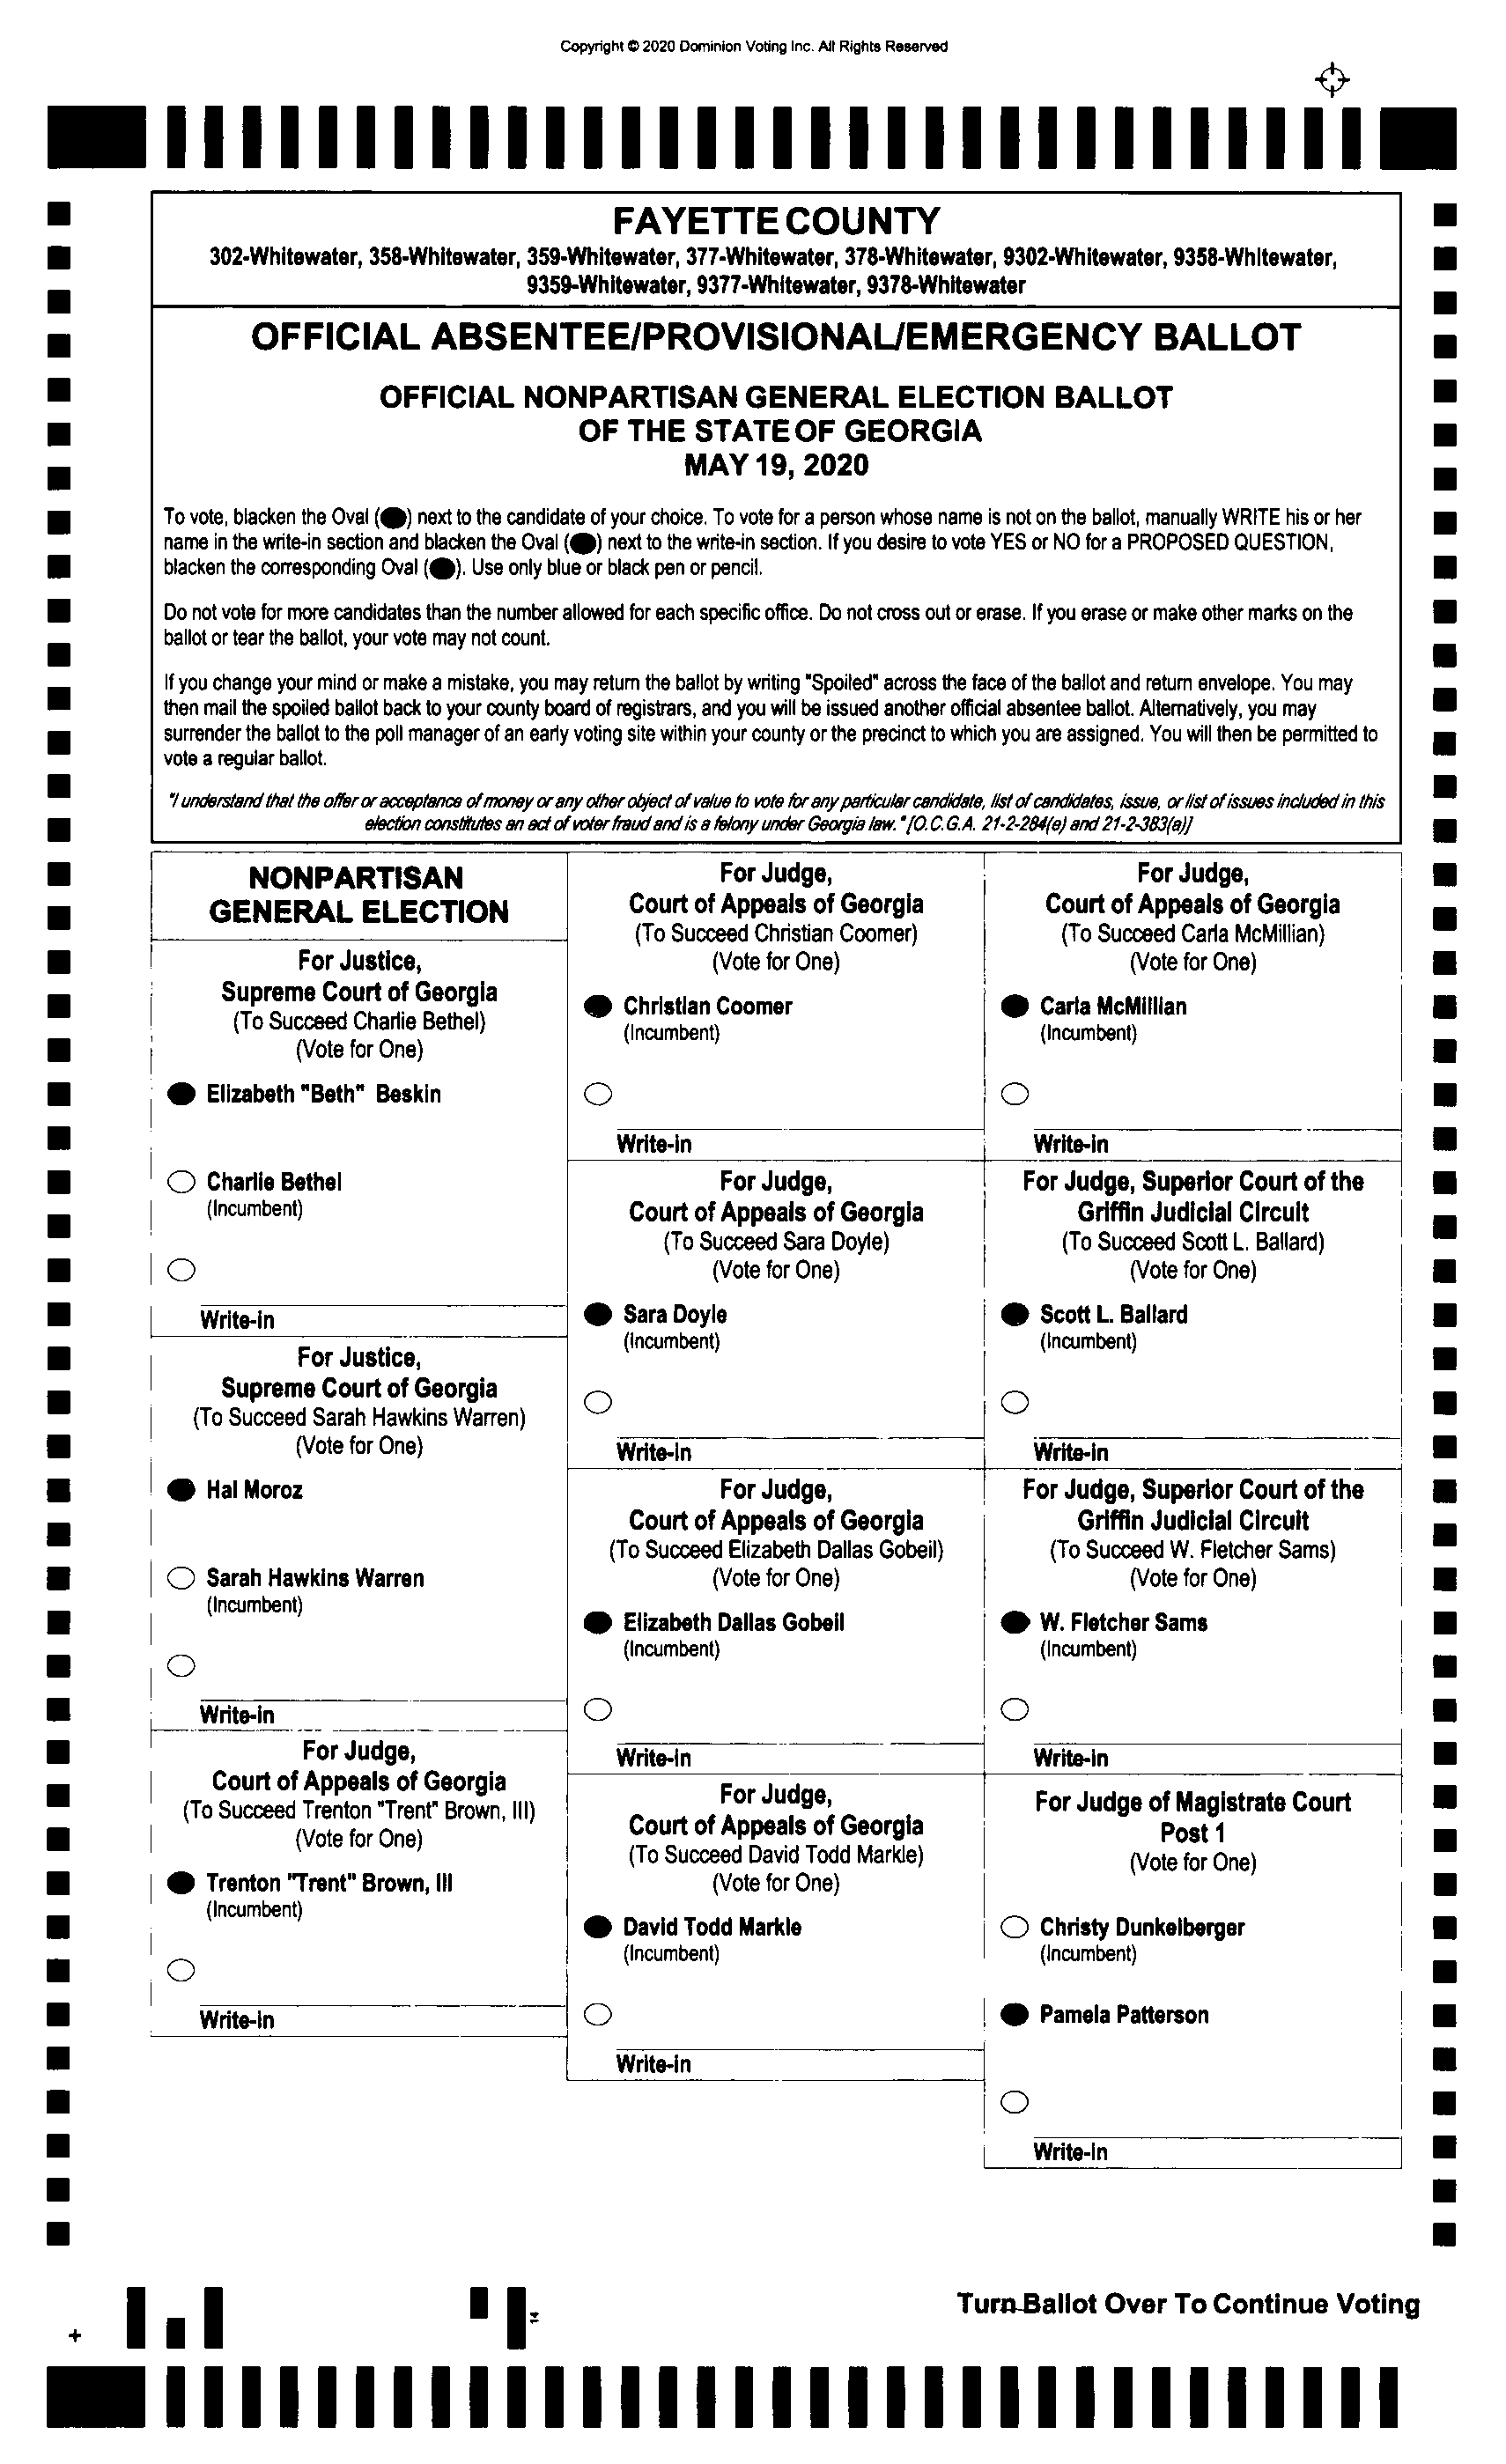 Copyright © 2020 Dominion Voting Inc. All Rights Reserved
FAYETTE COUNTY
302-Whitewater, 358-Whitewater, 359-Whitewater, 377-Whitewater, 378-Whitewater, 9302-Whitewater, 9358-Whitewater,
9359-Whitewater, 9377-Whitewater, 9378-Whitewater
OFFICIAL ABSENTEE/PROVISIONAL/EMERGENCY BALLOT
OFFICIAL NONPARTISAN GENERAL ELECTION BALLOT
OF THE STATE OF GEORGIA
MAY 19, 2020
To vote, blacken the Oval ( ) next to the candidate of your choice. To vote for a person whose name is not on the ballot, manually WRITE his or her
name in the write-in section and blacken the Oval ( ) next to the write-in section. If you desire to vote YES or NO for a PROPOSED QUESTION,
blacken the corresponding Oval ( ). Use only blue or black pen or pencil.
Do not vote for more candidates than the number allowed for each specific office. Do not cross out or erase. If you erase or make other marks on the
ballot or tear the ballot, your vote may not count.
If you change your mind or make a mistake, you may return the ballot by writing "Spoiled" across the face of the ballot and return envelope. You may
then mail the spoiled ballot back to your county board of registrars, and you will be issued another official absentee ballot. Alternatively, you may
surrender the ballot to the poll manager of an early voting site within your county or the precinct to which you are assigned. You will then be permitted to
vote a regular ballot.
"I understand that the offer or acceptance of money or any other object of value to vote for any particular candidate, list of candidates, issue, or list of issues included in this
election constitutes an act of voter fraud and is a felony under Georgia law." [O.C.G.A. 21-2-284(e) and 21-2-383(a)]
NONPARTISAN
GENERAL ELECTION
For Justice,
Supreme Court of Georgia
(To Succeed Charlie Bethel)
(Vote for One)
Elizabeth "Beth" Beskin
Charlie Bethel
(Incumbent)
Write-in
For Justice,
Supreme Court of Georgia
(To Succeed Sarah Hawkins Warren)
(Vote for One)
Hal Moroz
Sarah Hawkins Warren
(Incumbent)
Write-in
For Judge,
Court of Appeals of Georgia
(To Succeed Trenton "Trent" Brown, III)
(Vote for One)
Trenton "Trent" Brown, III
(Incumbent)
Write-in
For Judge,
Court of Appeals of Georgia
(To Succeed Christian Coomer)
(Vote for One)
Christian Coomer
(Incumbent)
Write-in
For Judge,
Court of Appeals of Georgia
(To Succeed Sara Doyle)
(Vote for One)
Sara Doyle
(Incumbent)
Write-in
For Judge,
Court of Appeals of Georgia
(To Succeed Elizabeth Dallas Gobeil)
(Vote for One)
Elizabeth Dallas Gobeil
(Incumbent)
Write-in
For Judge,
Court of Appeals of Georgia
(To Succeed David Todd Markle)
(Vote for One)
David Todd Markle
(Incumbent)
Write-in
For Judge,
Court of Appeals of Georgia
(To Succeed Carla McMillian)
(Vote for One)
Carla McMillian
(Incumbent)
Write-in
For Judge, Superior Court of the
Griffin Judicial Circuit
(To Succeed Scott L. Ballard)
(Vote for One)
Scott L. Ballard
(Incumbent)
Write-in
For Judge, Superior Court of the
Griffin Judicial Circuit
(To Succeed W. Fletcher Sams)
(Vote for One)
W. Fletcher Sams
(Incumbent)
Write-in
For Judge of Magistrate Court
Post 1
(Vote for One)
Christy Dunkelberger
(Incumbent)
Pamela Patterson
Write-in
Turn Ballot Over To Continue Voting